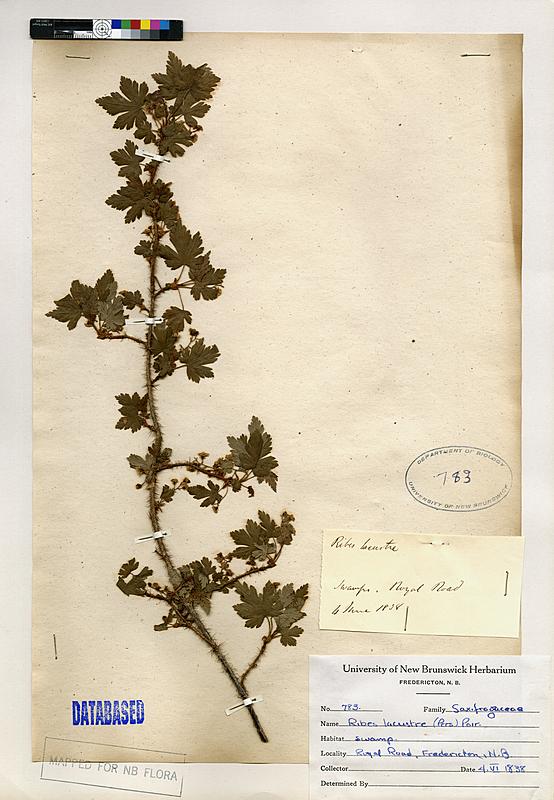 DEPARTMENT OF BIOLOGY
783
UNIVERSITY OF NEW BRUNSWICK
Ribes lacustre
Swamps. Royal Road
4 June 1838
University of New Brunswick Herbarium
FREDERICTON, N. B.
No. 783. Family Saxifragaceae
Name Ribes lacustre (Pers) Poir.
Habitat swamp.
Locality Royal Road, Fredericton, N.B
Collector Date 4.VI 1838
Determined By
DATABASED
MAPPED FOR NB FLORA